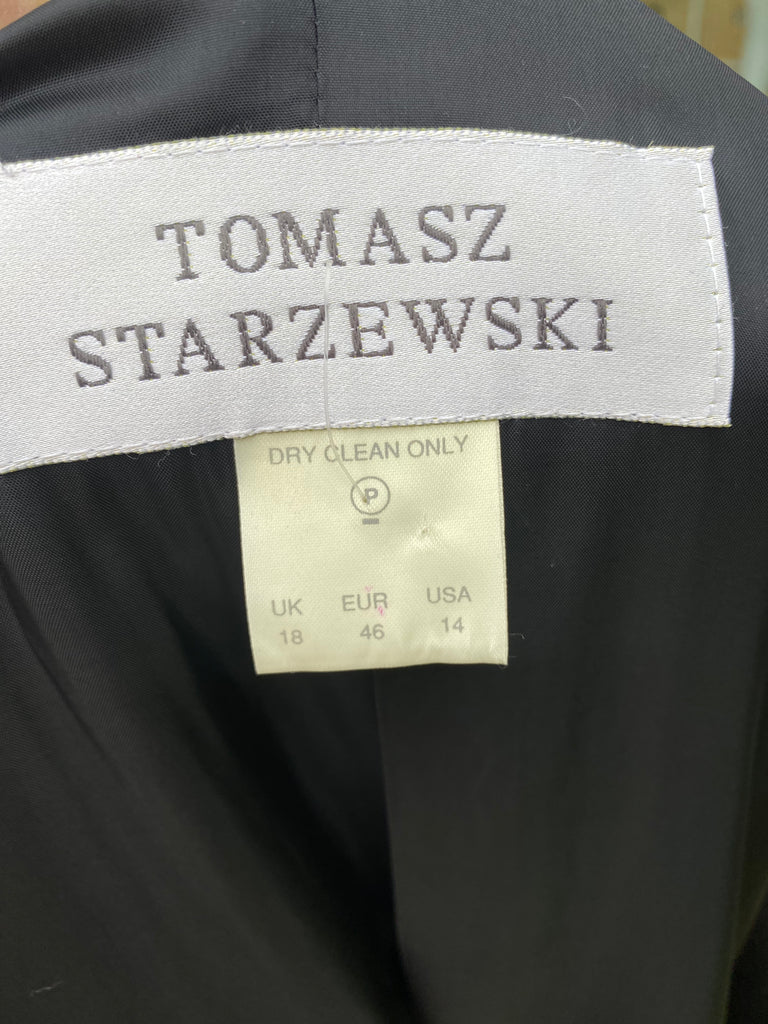 TOMASZ
STARZEWSKI
DRY CLEAN ONLY
P
UK EUR USA
18 46 14